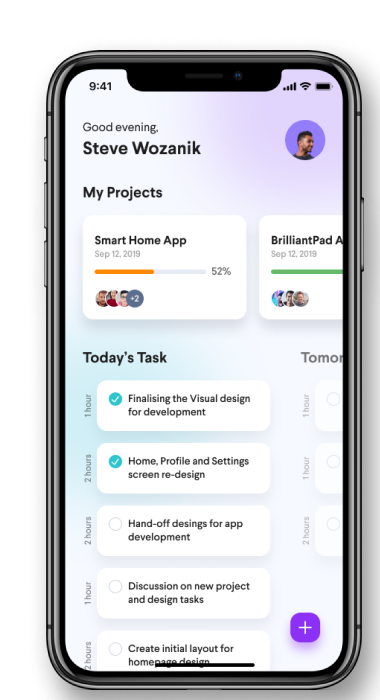 9:41
Good evening,
Steve Wozanik
My Projects
Smart Home App
Sep 12, 2019
52%
+2
BrilliantPad A
Sep 12, 2019
Today's Task
Tomor
1 hour
Finalising the Visual design
for development
1 hour
2 hours
Home, Profile and Settings
screen re-design
1 hour
2 hours
Hand-off desings for app
development
2 hours
1 hour
Discussion on new project
and design tasks
2 hours
Create initial layout for
homepage design